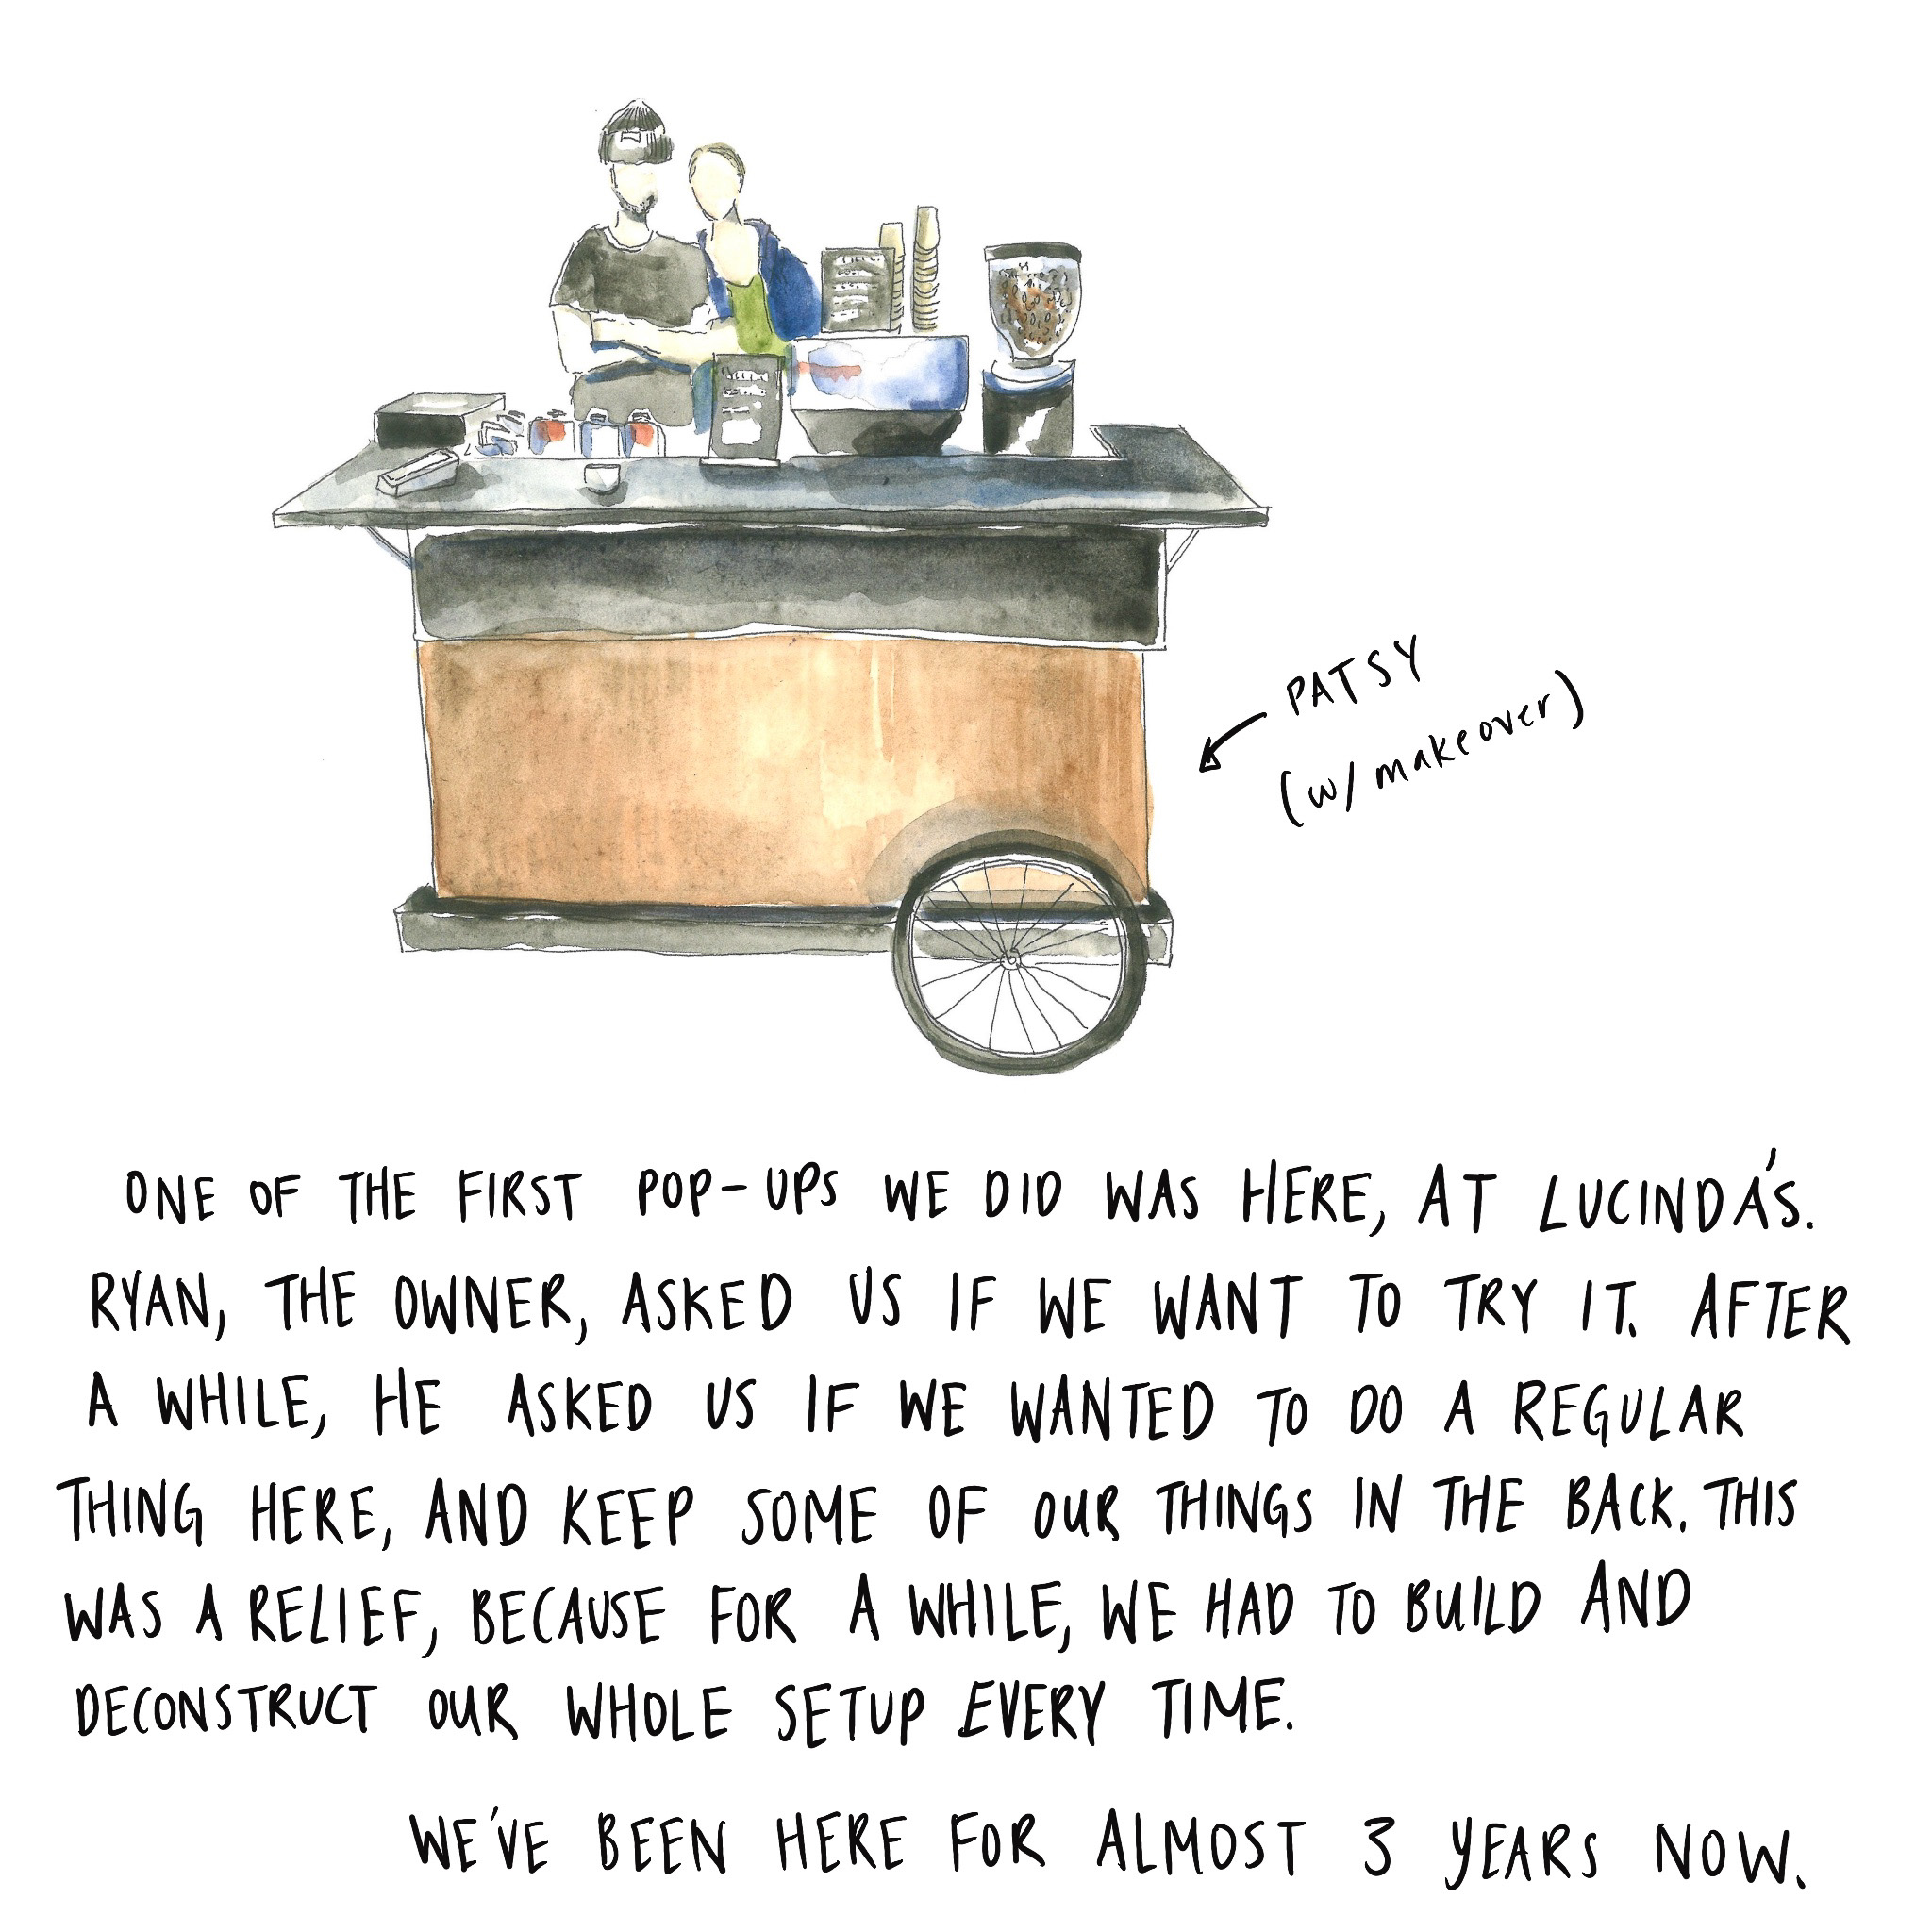 PATSY
(w/ makeover)
ONE OF THE FIRST POP-UPS WE DID WAS HERE, AT LUCINDA'S.
RYAN, THE OWNER, ASKED US IF WE WANT TO TRY IT. AFTER
A WHILE, HE ASKED US IF WE WANTED TO DO A REGULAR
THING HERE, AND KEEP SOME OF OUR THINGS IN THE BACK. THIS
WAS A RELIEF, BECAUSE FOR A WHILE, WE HAD TO BUILD AND
DECONSTRUCT OUR WHOLE SETUP EVERY TIME.
WE'VE BEEN HERE FOR ALMOST 3 YEARS NOW.